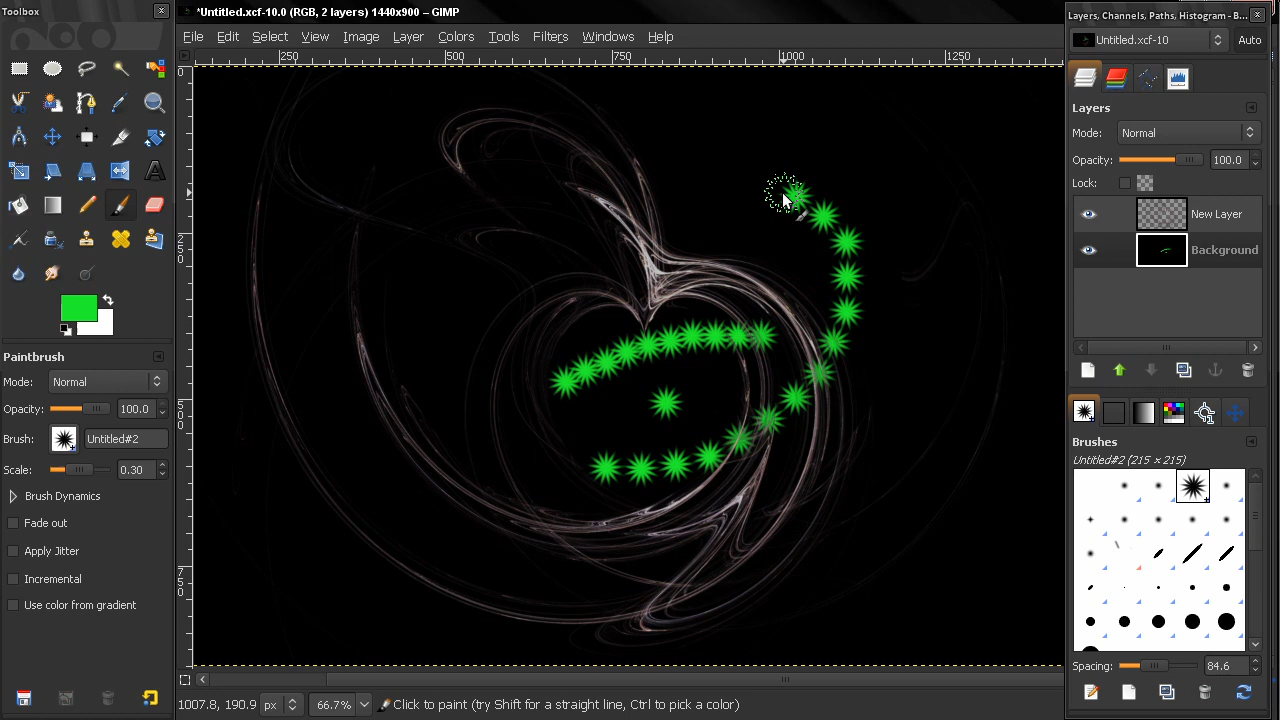 Toolbox
*Untitled.xcf-10.0 (RGB, 2 layers) 1440x900 – GIMP
Layers, Channels, Paths, Histogram - B...
File Edit Select View Image Layer Colors Tools Filters Windows Help
Untitled.xcf-10 Auto
250 500 750 1000 1250
0
250
500
750
Layers
Mode: Normal
Opacity: 100.0
Lock:
New Layer
Background
Paintbrush
Mode: Normal
Opacity: 100.0
Brush: Untitled#2
Scale: 0.30
Brush Dynamics
Fade out
Apply Jitter
Incremental
Use color from gradient
Brushes
Untitled#2 (215 × 215)
Spacing: 84.6
1007.8, 190.9 px 66.7% Click to paint (try Shift for a straight line, Ctrl to pick a color)